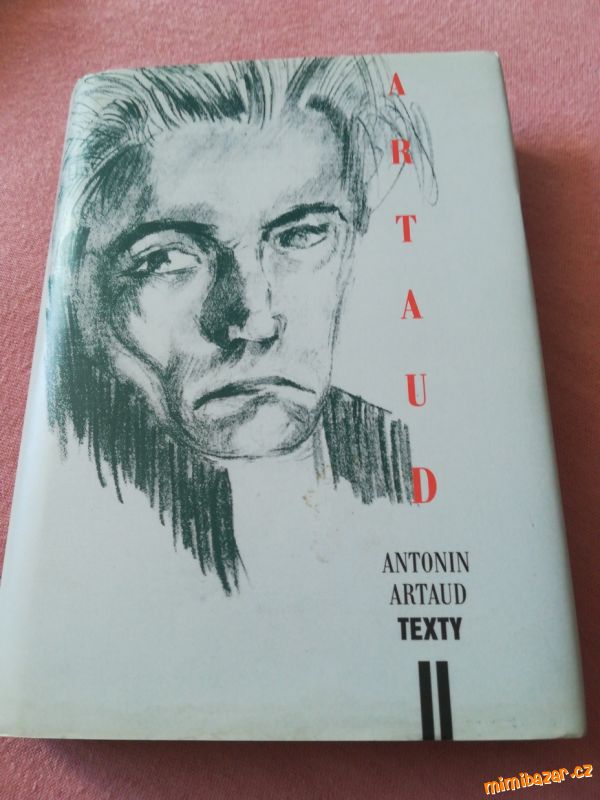 ARTAUD
ANTONIN
ARTAUD
TEXTY
II
mimibazar.cz